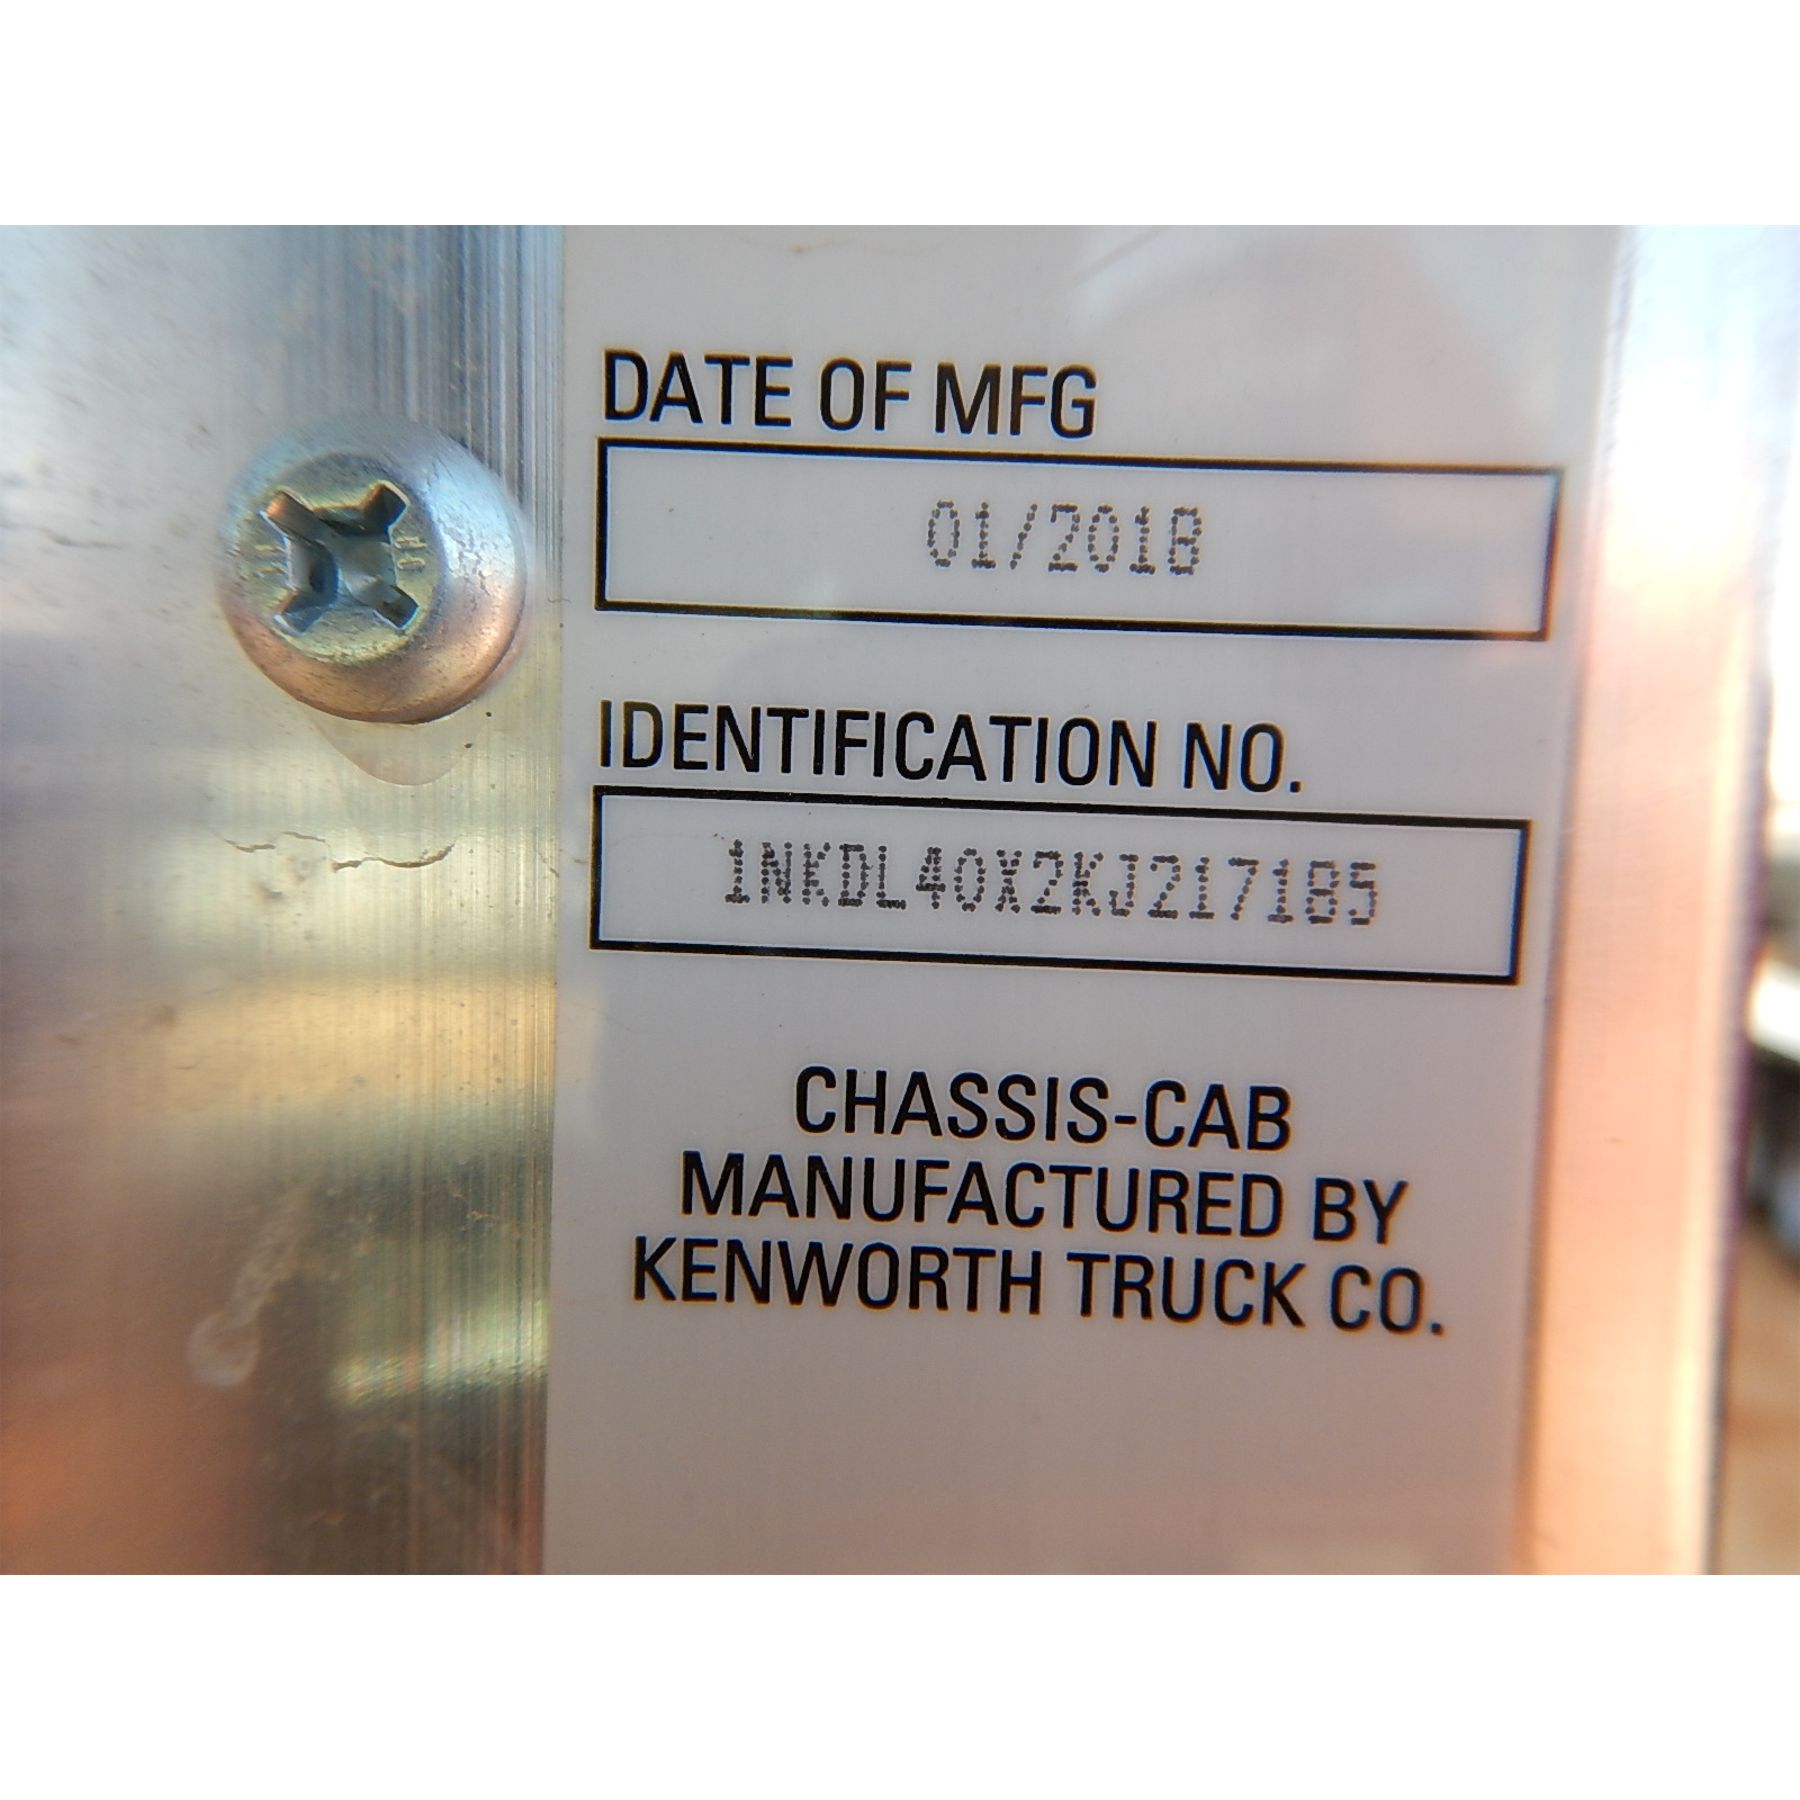 DATE OF MFG
01/2018
IDENTIFICATION NO.
1NKDL40X2KJ217185
CHASSIS-CAB
MANUFACTURED BY
KENWORTH TRUCK CO.